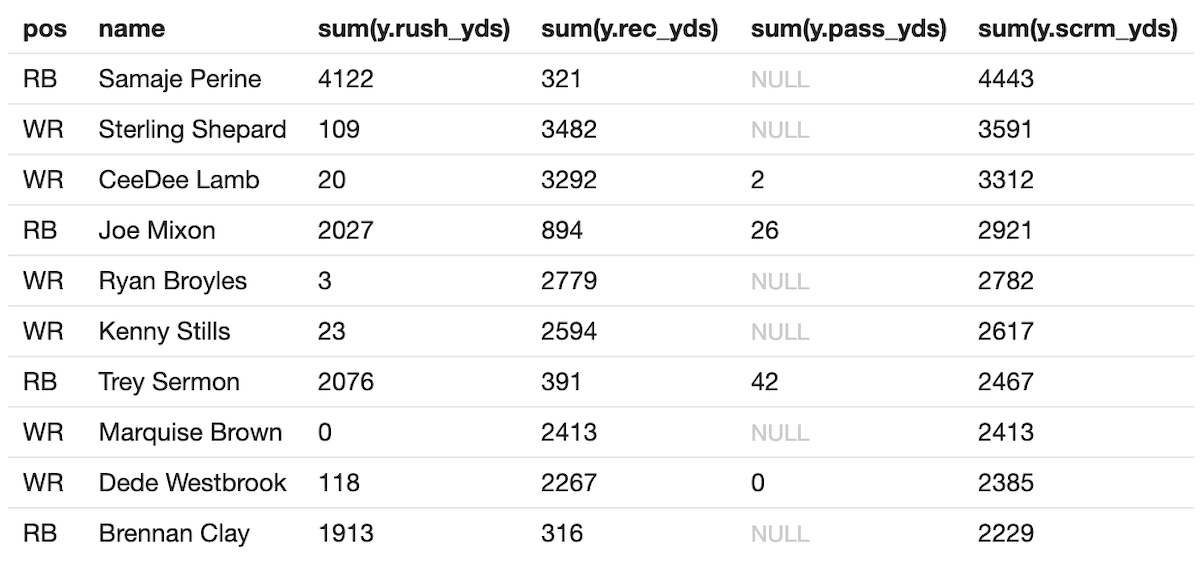 pos name sum(y.rush_yds) sum(y.rec_yds) sum(y.pass_yds) sum(y.scrm_yds)
RB Samaje Perine 4122 321 NULL 4443
WR Sterling Shepard 109 3482 NULL 3591
WR CeeDee Lamb 20 3292 2 3312
RB Joe Mixon 2027 894 26 2921
WR Ryan Broyles 3 2779 NULL 2782
WR Kenny Stills 23 2594 NULL 2617
RB Trey Sermon 2076 391 42 2467
WR Marquise Brown 0 2413 NULL 2413
WR Dede Westbrook 118 2267 0 2385
RB Brennan Clay 1913 316 NULL 2229